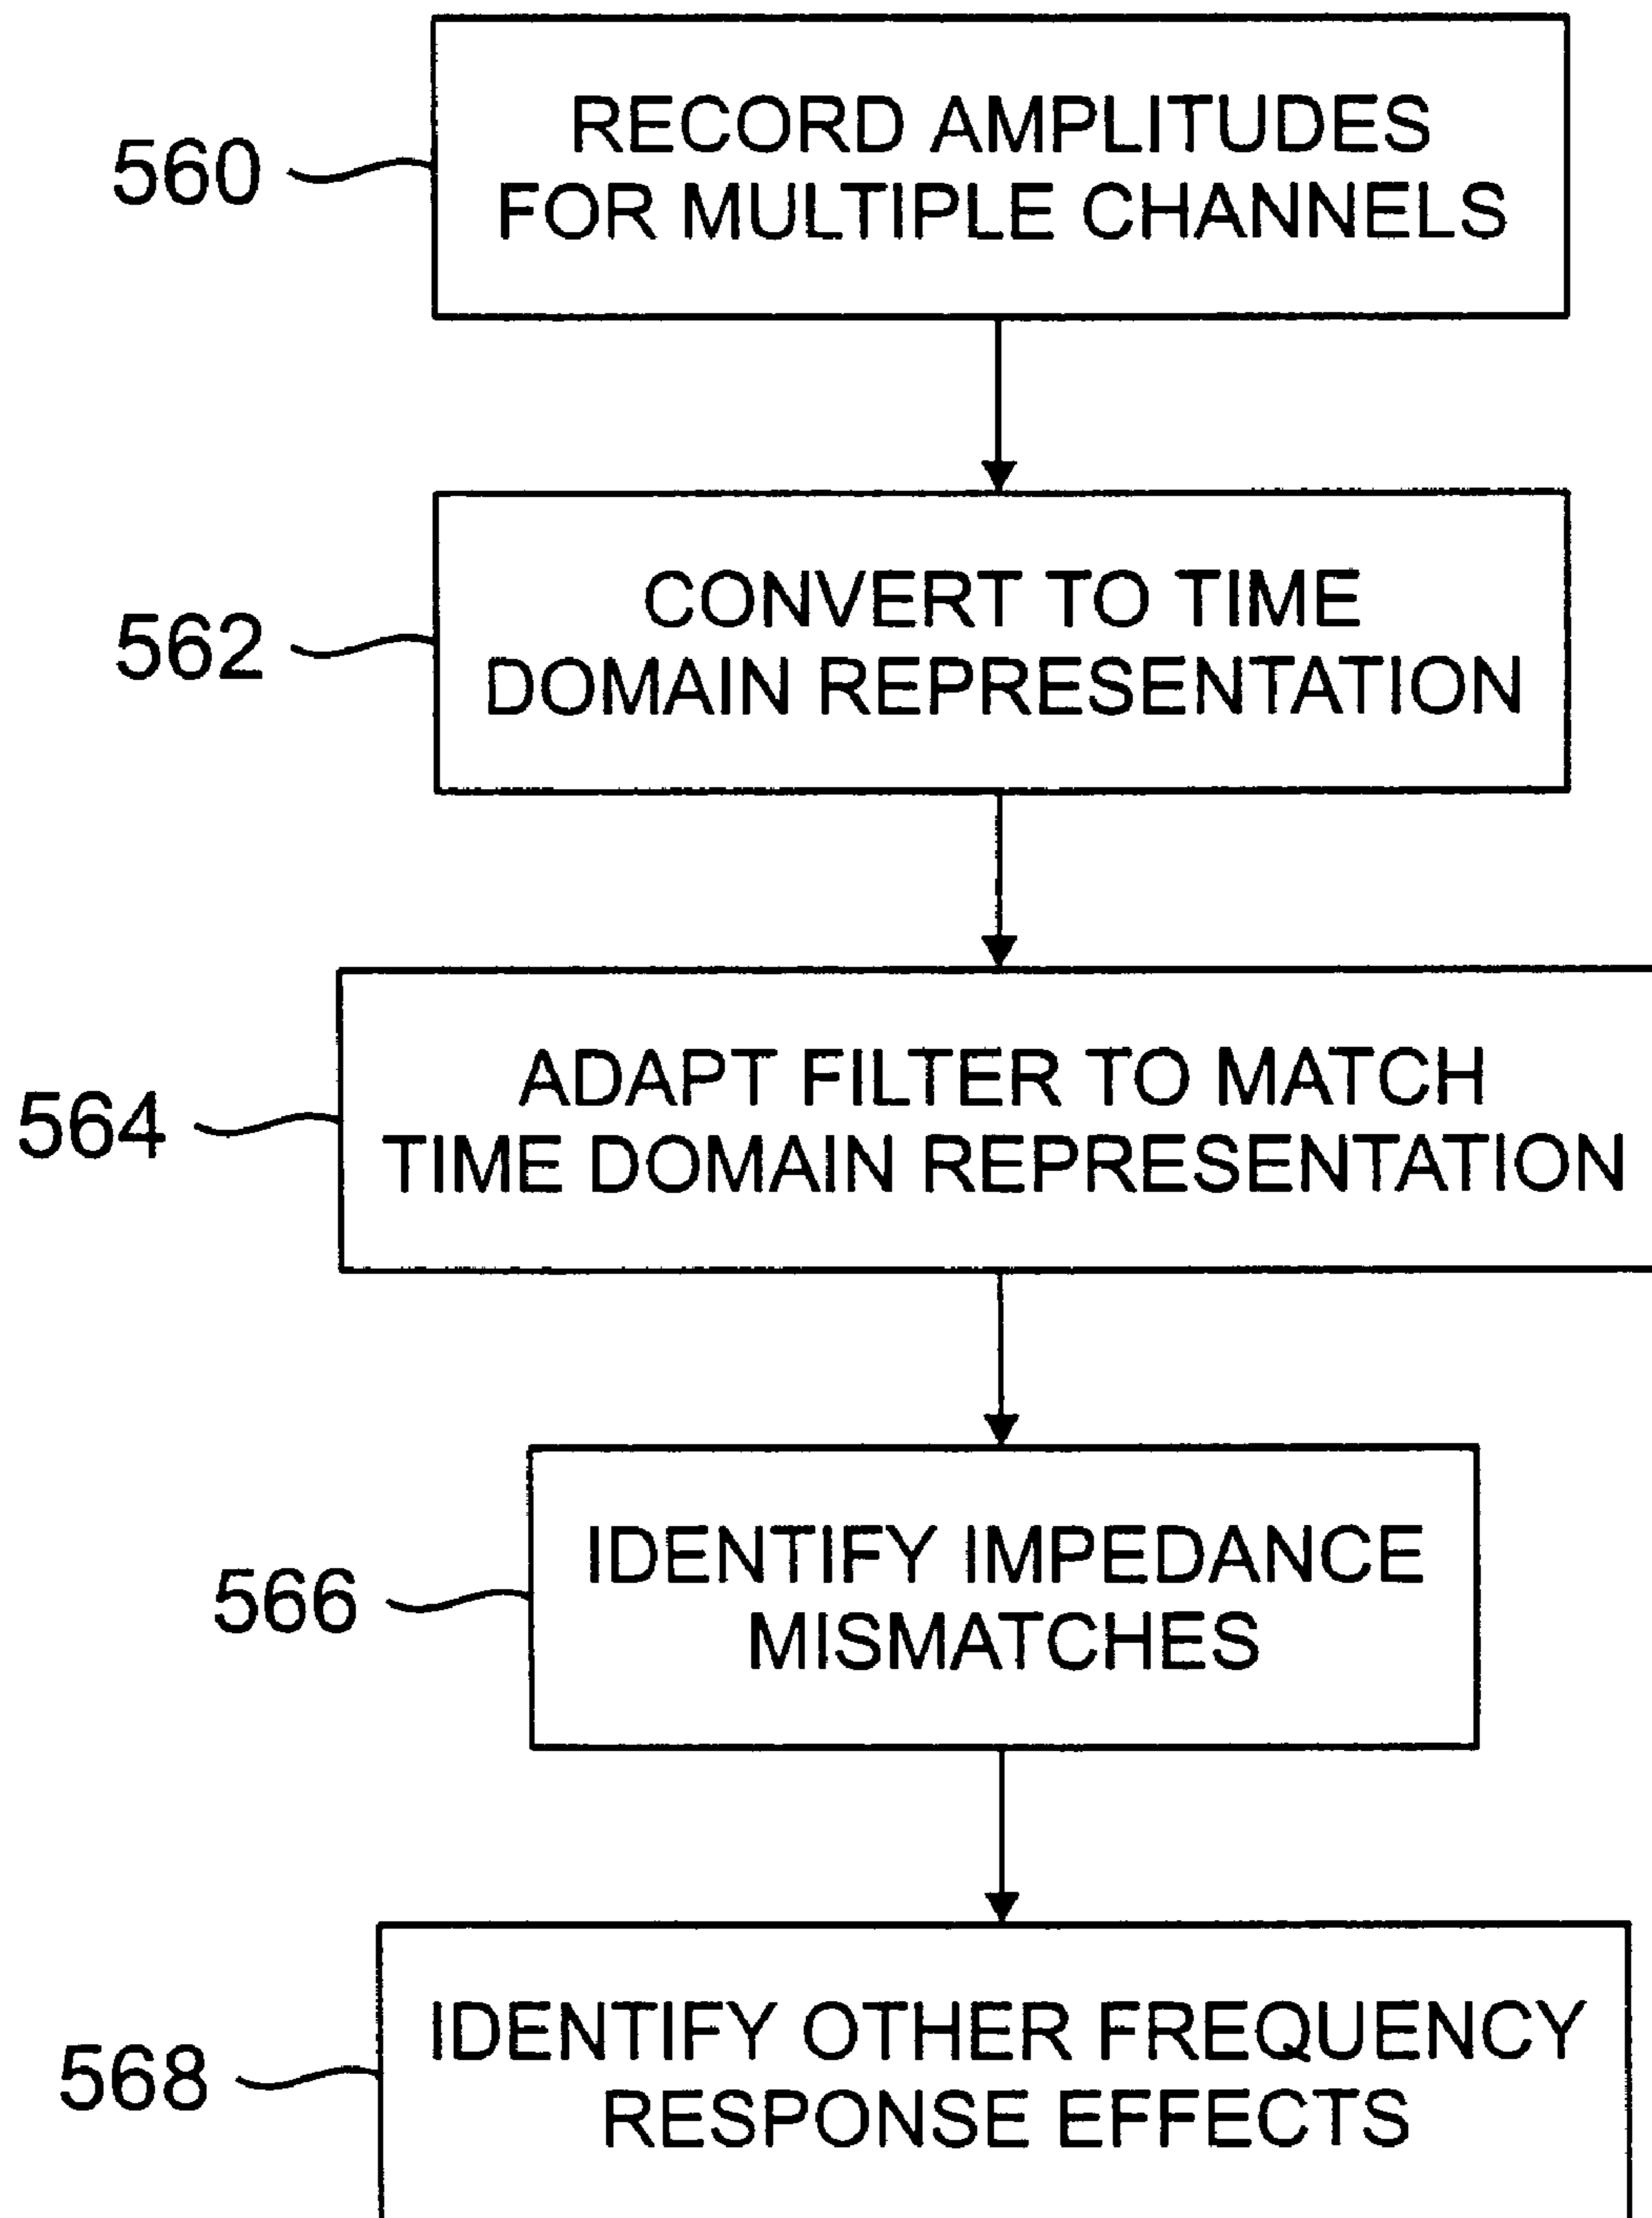 560
RECORD AMPLITUDES
FOR MULTIPLE CHANNELS
562
CONVERT TO TIME
DOMAIN REPRESENTATION
564
ADAPT FILTER TO MATCH
TIME DOMAIN REPRESENTATION
566
IDENTIFY IMPEDANCE
MISMATCHES
568
IDENTIFY OTHER FREQUENCY
RESPONSE EFFECTS